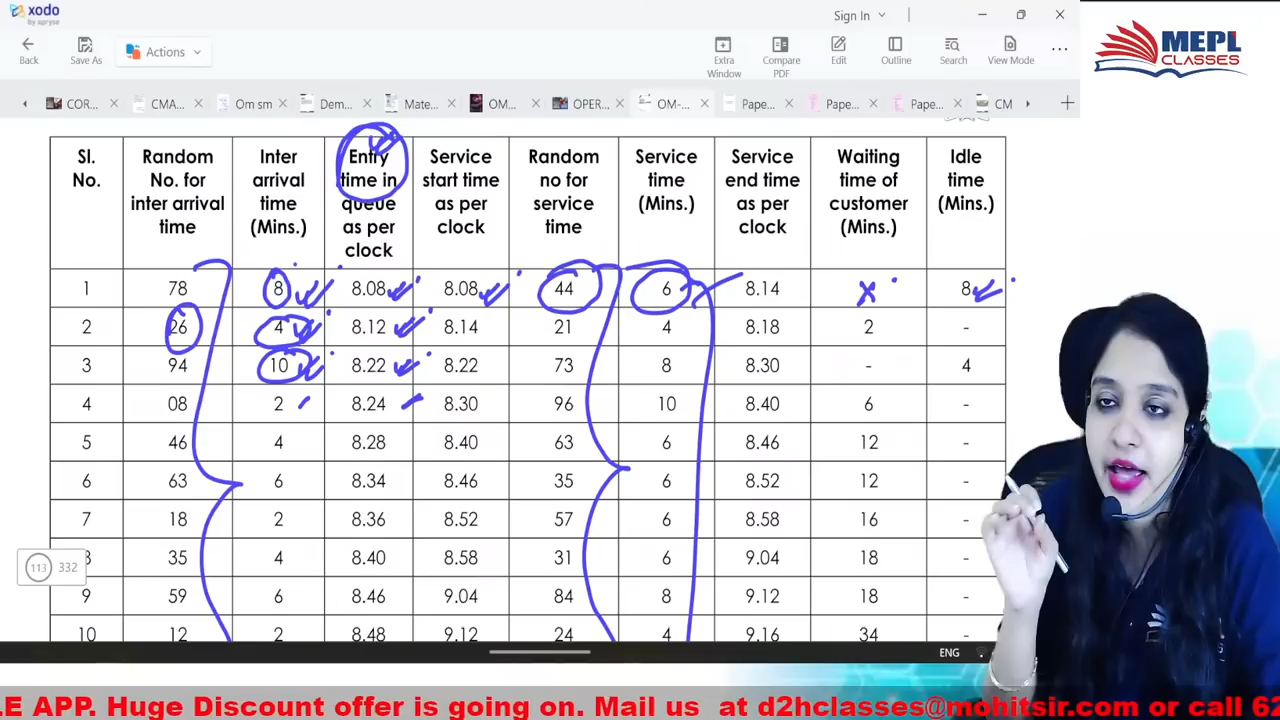 xodo
by apryse
Sign In
Back
Save As
Actions
Extra
Window
Compare
PDF
Edit
Outline
Search
View Mode
MEPL
CLASSES
COR...
CMA...
Om sm
Dem...
Mate...
OM...
OPER...
OM-...
Pape...
Pape...
Pape...
CM
Sl. No. Random No. for inter arrival time Inter arrival time (Mins.) Entry time in queue as per clock Service start time as per clock Random no for service time Service time (Mins.) Service end time as per clock Waiting time of customer (Mins.) Idle time (Mins.)
1 78 8 8.08 8.08 44 6 8.14 x 8
2 26 4 8.12 8.14 21 4 8.18 2 -
3 94 10 8.22 8.22 73 8 8.30 - 4
4 08 2 8.24 8.30 96 10 8.40 6 -
5 46 4 8.28 8.40 63 6 8.46 12 -
6 63 6 8.34 8.46 35 6 8.52 12 -
7 18 2 8.36 8.52 57 6 8.58 16 -
8 35 4 8.40 8.58 31 6 9.04 18 -
9 59 6 8.46 9.04 84 8 9.12 18 -
10 12 2 8.48 9.12 24 4 9.16 34 -
113 332
ENG
LE APP. Huge Discount offer is going on. Mail us at d2hclasses@mohitsir.com or call 62